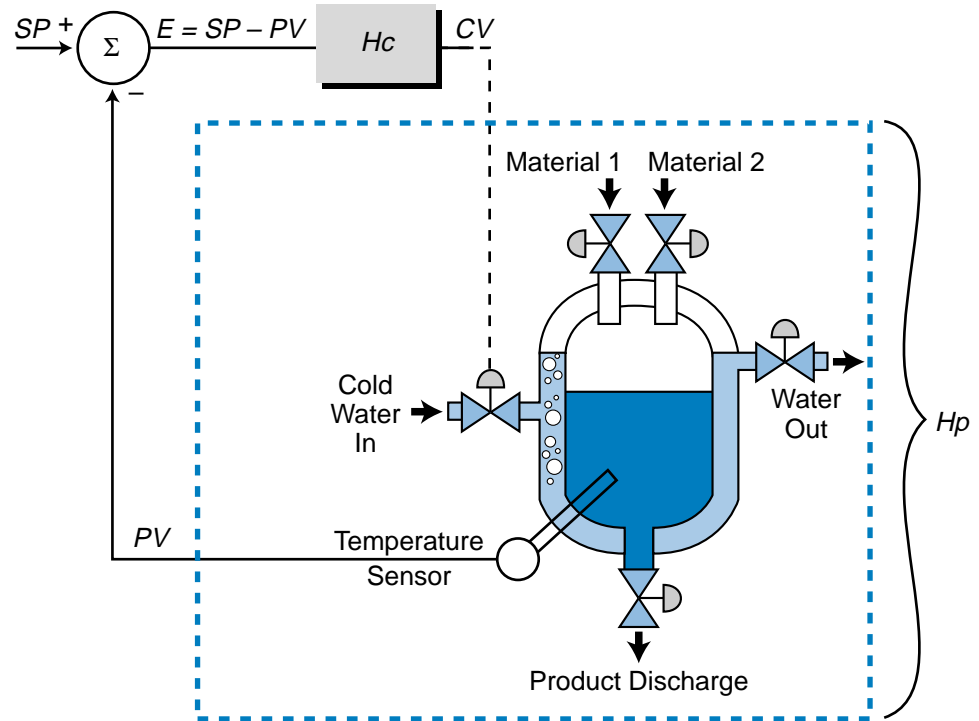 SP +
Σ
−
E = SP – PV
Hc
CV
Material 1
Material 2
Cold
Water
In
Water
Out
Hp
PV
Temperature
Sensor
Product Discharge